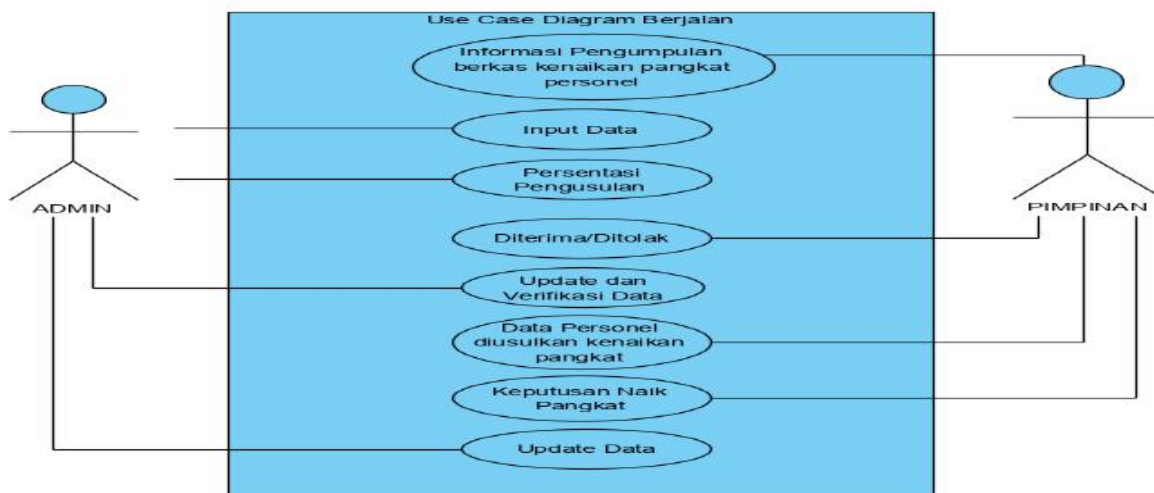 Use Case Diagram Berjalan
Informasi Pengumpulan
berkas kenaikan pangkat
personel
Input Data
Persentasi
Pengusulan
ADMIN
PIMPINAN
Diterima/Ditolak
Update dan
Verifikasi Data
Data Personel
diusulkan kenaikan
pangkat
Keputusan Naik
Pangkat
Update Data